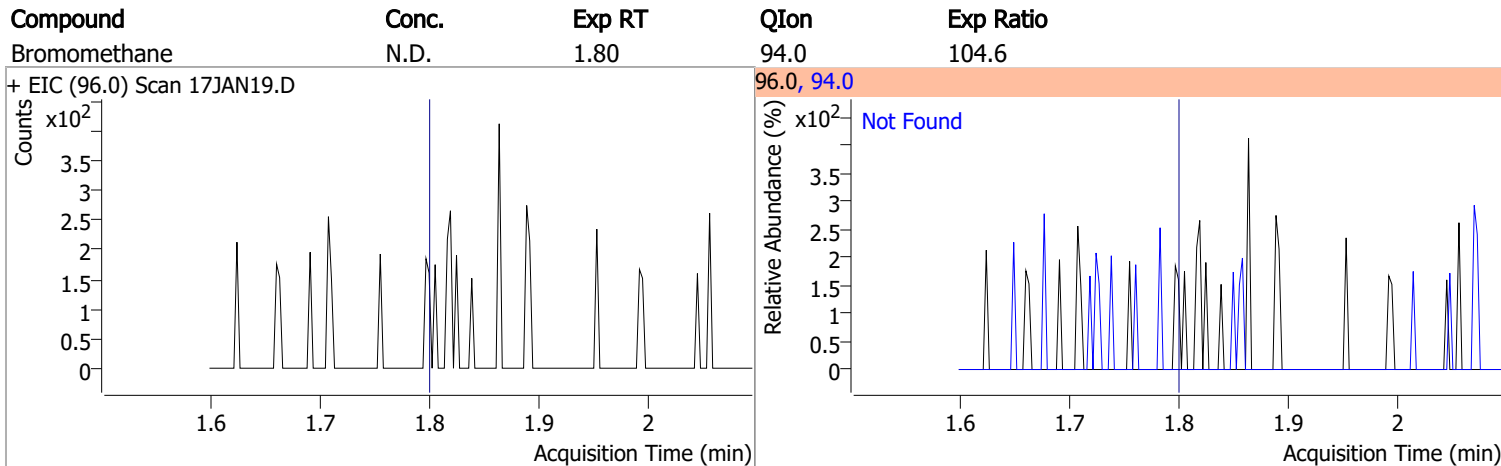 Compound Conc. Exp RT QIon Exp Ratio
Bromomethane N.D. 1.80 94.0 104.6
+ EIC (96.0) Scan 17JAN19.D
Counts
x10²
3.5
3
2.5
2
1.5
1
0.5
0
1.6 1.7 1.8 1.9 2
Acquisition Time (min)
96.0, 94.0
Relative Abundance (%)
x10²
Not Found
3.5
3
2.5
2
1.5
1
0.5
0
1.6 1.7 1.8 1.9 2
Acquisition Time (min)